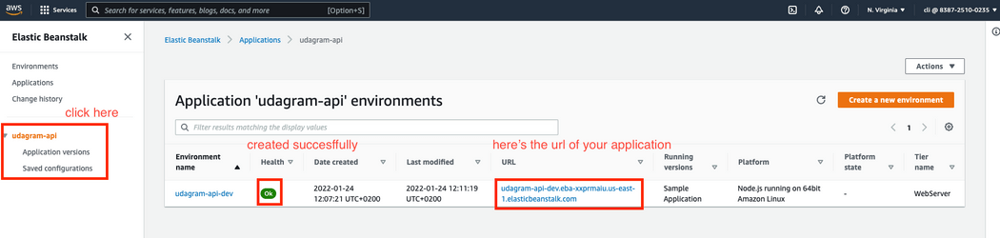 aws
Services
Search for services, features, blogs, docs, and more
[Option+S]
N. Virginia
cli @ 8387-2510-0235
Elastic Beanstalk
Elastic Beanstalk
Applications
udagram-api
Environments
Applications
Change history
click here
udagram-api
Application versions
Saved configurations
Actions
Application 'udagram-api' environments
Create a new environment
Filter results matching the display values
1
created succesffully
here's the url of your application
Environment
name
Health
Date created
Last modified
URL
Running
versions
Platform
Platform
state
Tier
name
udagram-api-dev
Ok
2022-01-24
12:07:21 UTC+0200
2022-01-24 12:11:19
UTC+0200
udagram-api-dev.eba-xxprmaiu.us-east-
1.elasticbeanstalk.com
Sample
Application
Node.js running on 64bit
Amazon Linux
-
WebServer